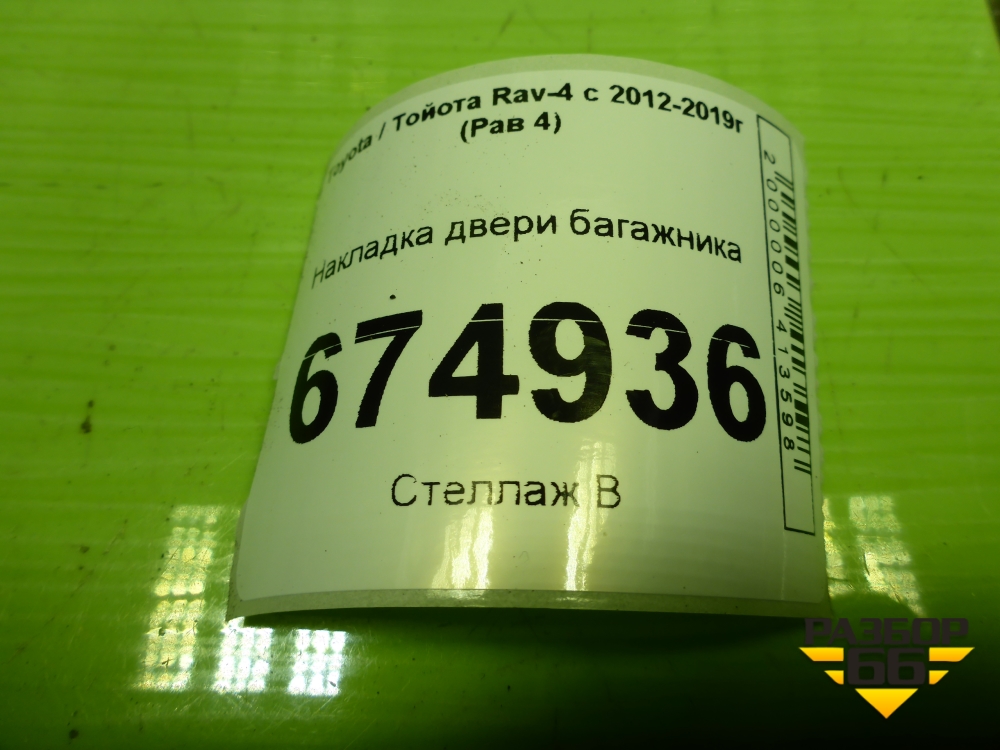 Toyota / Тойота Rav-4 с 2012-2019г
(Рав 4)
Накладка двери багажника
674936
Стеллаж В
2000006413598
РАЗБОР
66